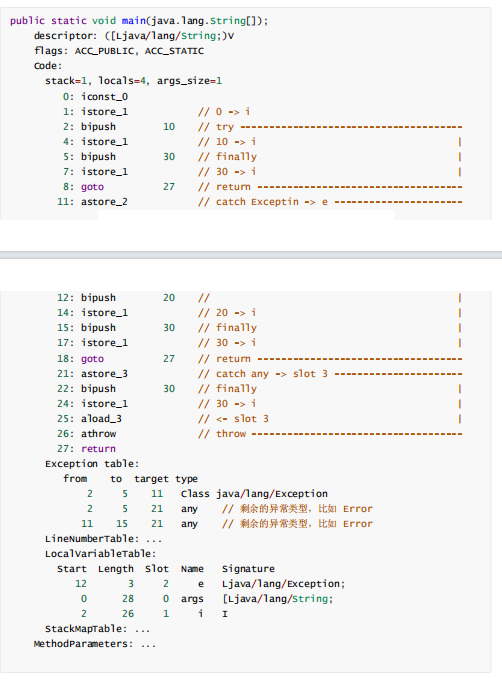 public static void main(java.lang.String[]);
descriptor: ([Ljava/lang/String;)V
flags: ACC_PUBLIC, ACC_STATIC
Code:
stack=1, locals=4, args_size=1
0: iconst_0
1: istore_1 // 0 -> i
2: bipush 10 // try --------------------------------------
4: istore_1 // 10 -> i |
5: bipush 30 // finally |
7: istore_1 // 30 -> i |
8: goto 27 // return -----------------------------------
11: astore_2 // catch Exceptin -> e ----------------------
12: bipush 20 // |
14: istore_1 // 20 -> i |
15: bipush 30 // finally |
17: istore_1 // 30 -> i |
18: goto 27 // return -----------------------------------
21: astore_3 // catch any -> slot 3 ----------------------
22: bipush 30 // finally |
24: istore_1 // 30 -> i |
25: aload_3 // <- slot 3 |
26: athrow // throw ------------------------------------
27: return
Exception table:
from to target type
2 5 11 Class java/lang/Exception
2 5 21 any // 剩余的异常类型，比如 Error
11 15 21 any // 剩余的异常类型，比如 Error
LineNumberTable: ...
LocalVariableTable:
Start Length Slot Name Signature
12 3 2 e Ljava/lang/Exception;
0 28 0 args [Ljava/lang/String;
2 26 1 i I
StackMapTable: ...
MethodParameters: ...